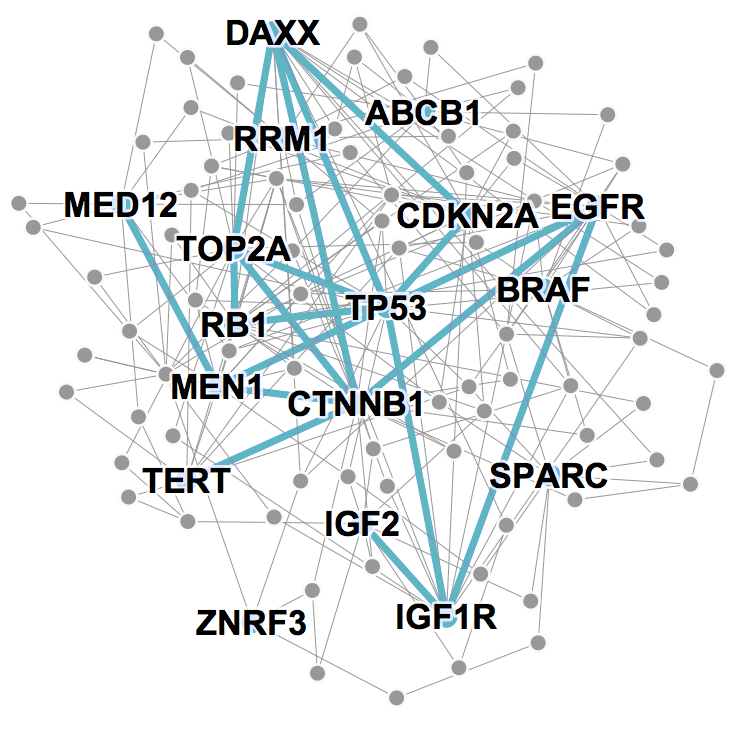 DAXX
ABCB1
RRM1
MED12
CDKN2A
EGFR
TOP2A
BRAF
TP53
RB1
MEN1
CTNNB1
TERT
SPARC
IGF2
IGF1R
ZNRF3